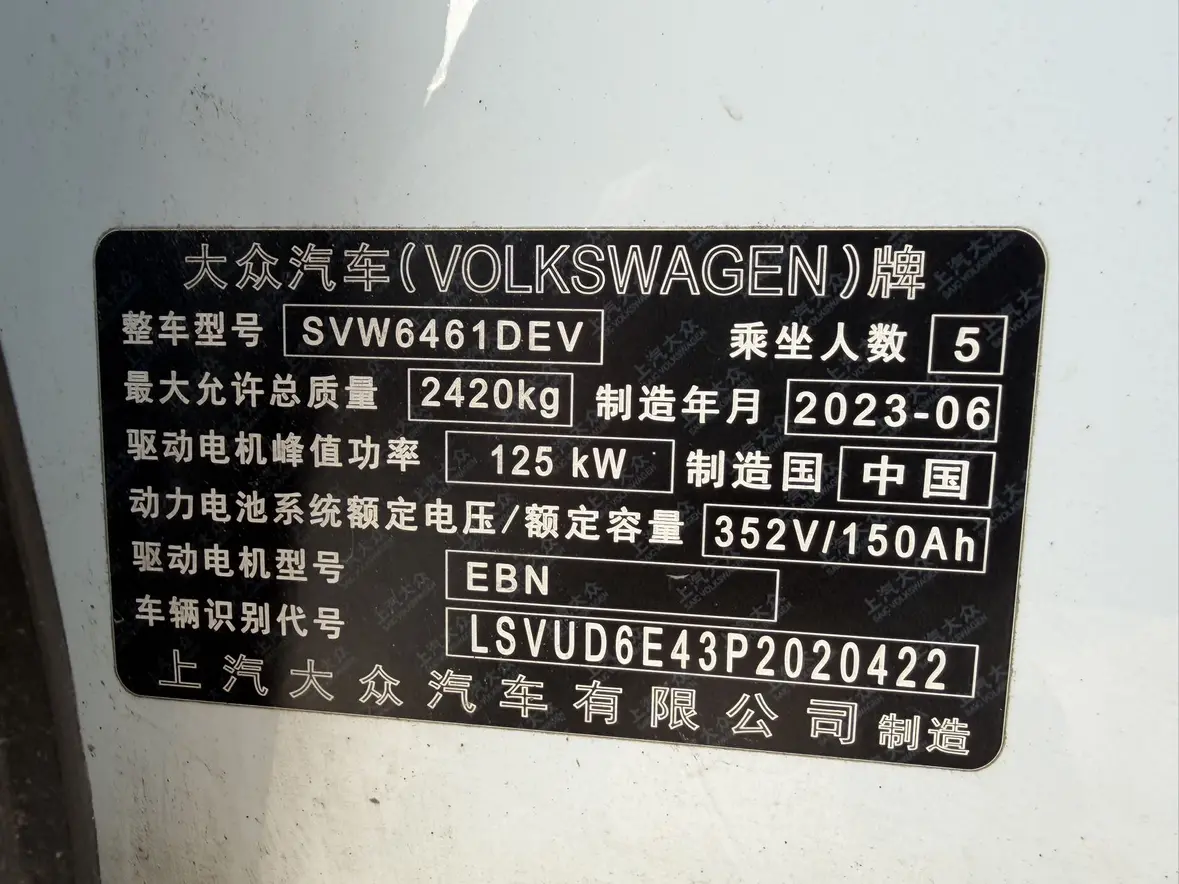 大众汽车(VOLKSWAGEN)牌
整车型号 SVW6461DEV 乘坐人数 5
最大允许总质量 2420kg 制造年月 2023-06
驱动电机峰值功率 125 kW 制造国 中国
动力电池系统额定电压/额定容量 352V/150Ah
驱动电机型号 EBN
车辆识别代号 LSVUD6E43P2020422
上汽大众汽车有限公司 制造